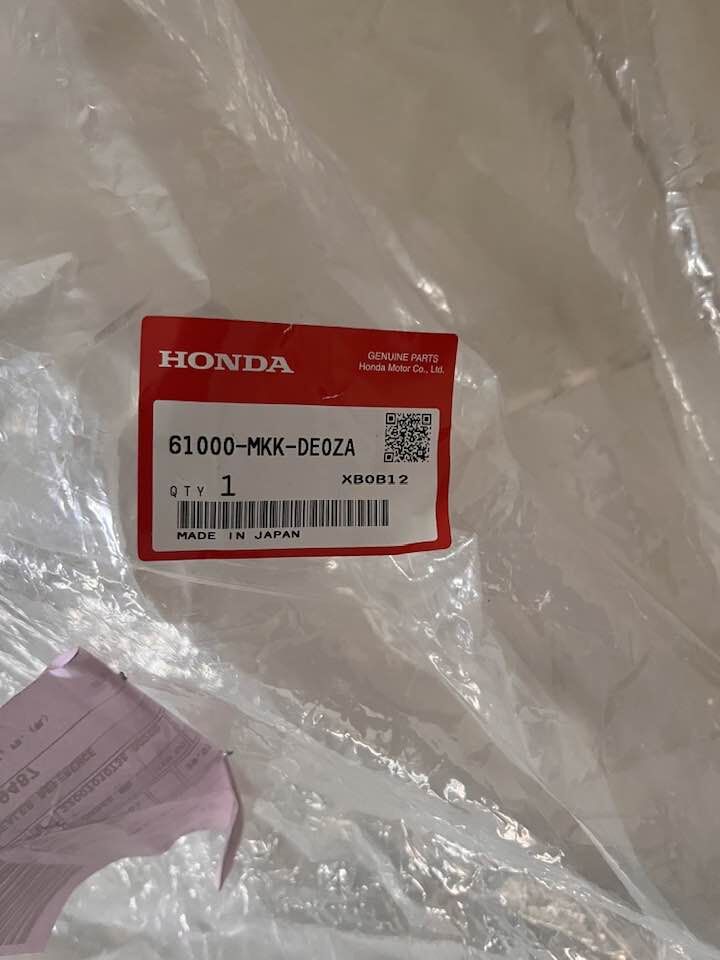 HONDA
GENUINE PARTS
Honda Motor Co., Ltd.
61000-MKK-DE0ZA
XB0B12
QTY 1
MADE IN JAPAN